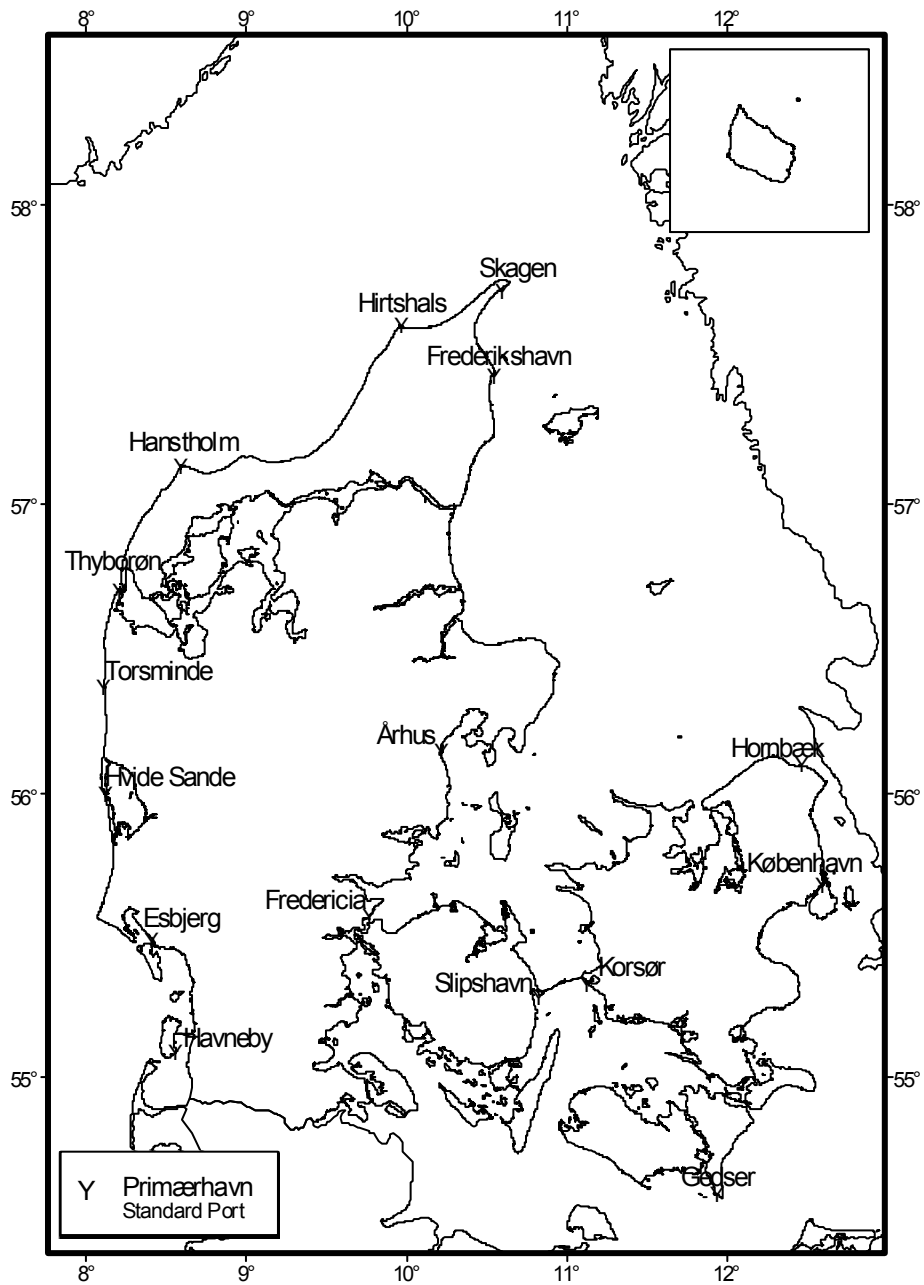 8° 9° 10° 11° 12°
58° 58°
Skagen
Hirtshals
Frederikshavn
Hanstholm
57° 57°
Thyborøn
Torsminde
Århus
Hornbæk
Hvide Sande
56° 56°
København
Fredericia
Esbjerg
Korsør
Slipshavn
Havneby
55° 55°
Gedser
Y Primærhavn
Standard Port
8° 9° 10° 11° 12°